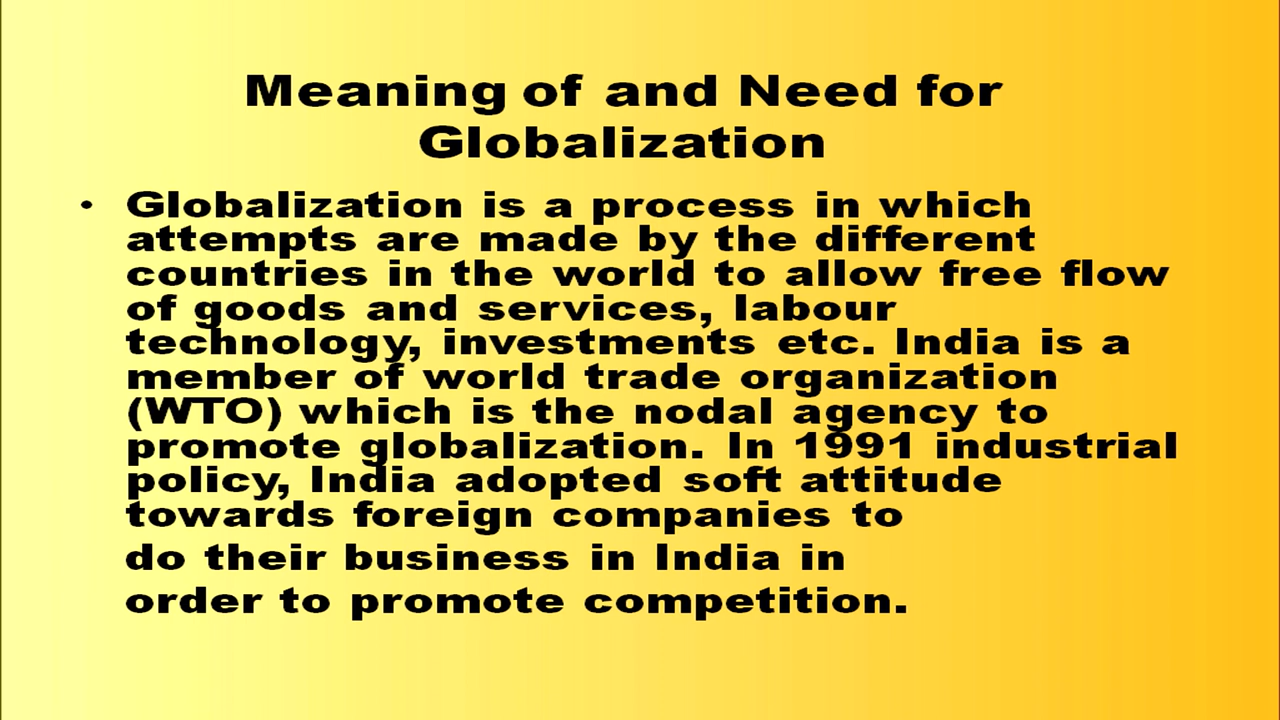 Meaning of and Need for
Globalization
• Globalization is a process in which
attempts are made by the different
countries in the world to allow free flow
of goods and services, labour
technology, investments etc. India is a
member of world trade organization
(WTO) which is the nodal agency to
promote globalization. In 1991 industrial
policy, India adopted soft attitude
towards foreign companies to
do their business in India in
order to promote competition.